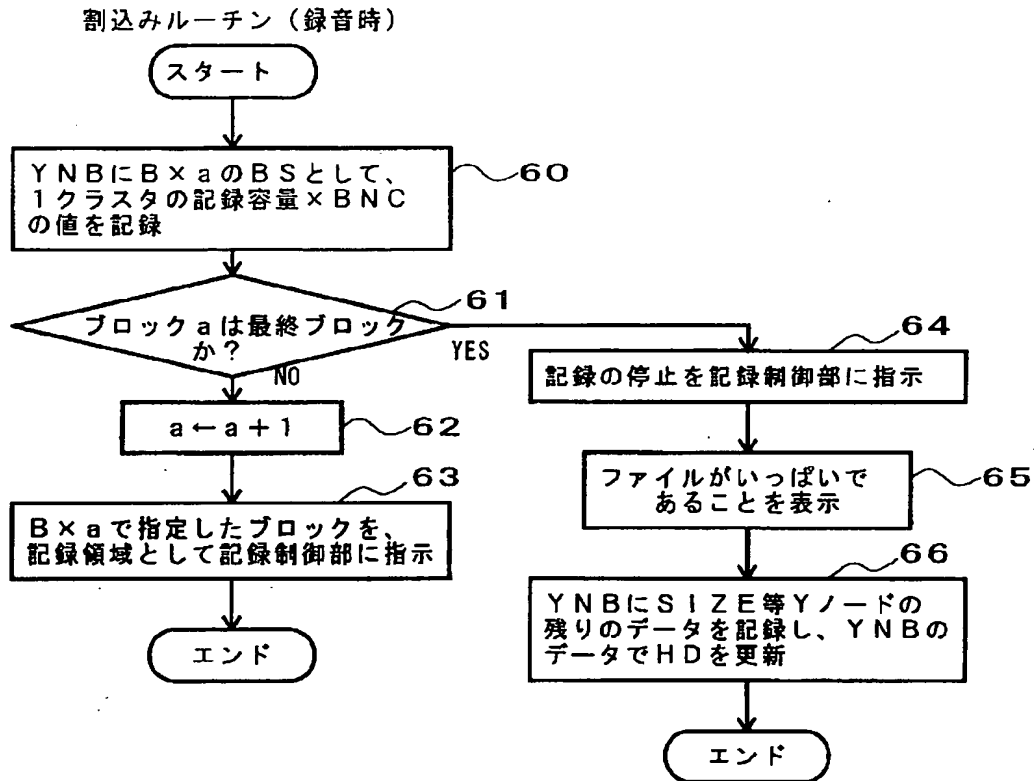 割込みルーチン（録音時）
スタート
YNBにB×aのBSとして、
1クラスタの記録容量×BNC
の値を記録
60
ブロックaは最終ブロック
か？
61
YES
NO
a←a＋1
62
B×aで指定したブロックを、
記録領域として記録制御部に指示
63
エンド
記録の停止を記録制御部に指示
64
ファイルがいっぱいで
あることを表示
65
YNBにSIZE等Yノードの
残りのデータを記録し、YNBの
データでHDを更新
66
エンド